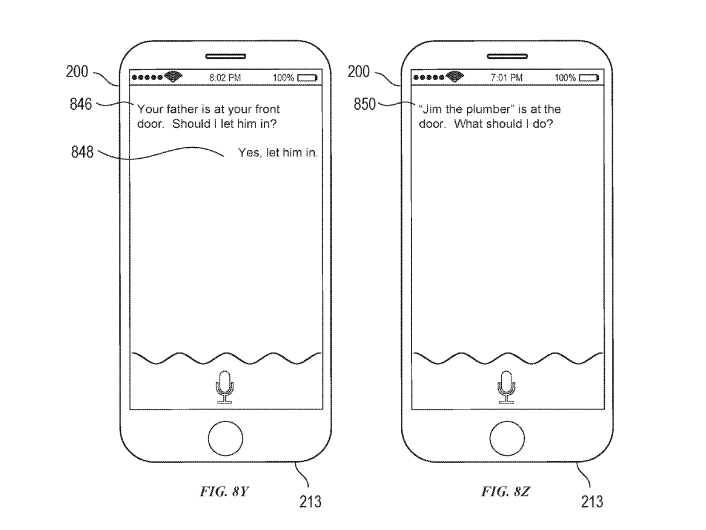 200
8:02 PM
100%
846
Your father is at your front
door. Should I let him in?
848
Yes, let him in.
FIG. 8Y
213
200
7:01 PM
100%
850
"Jim the plumber" is at the
door. What should I do?
FIG. 8Z
213